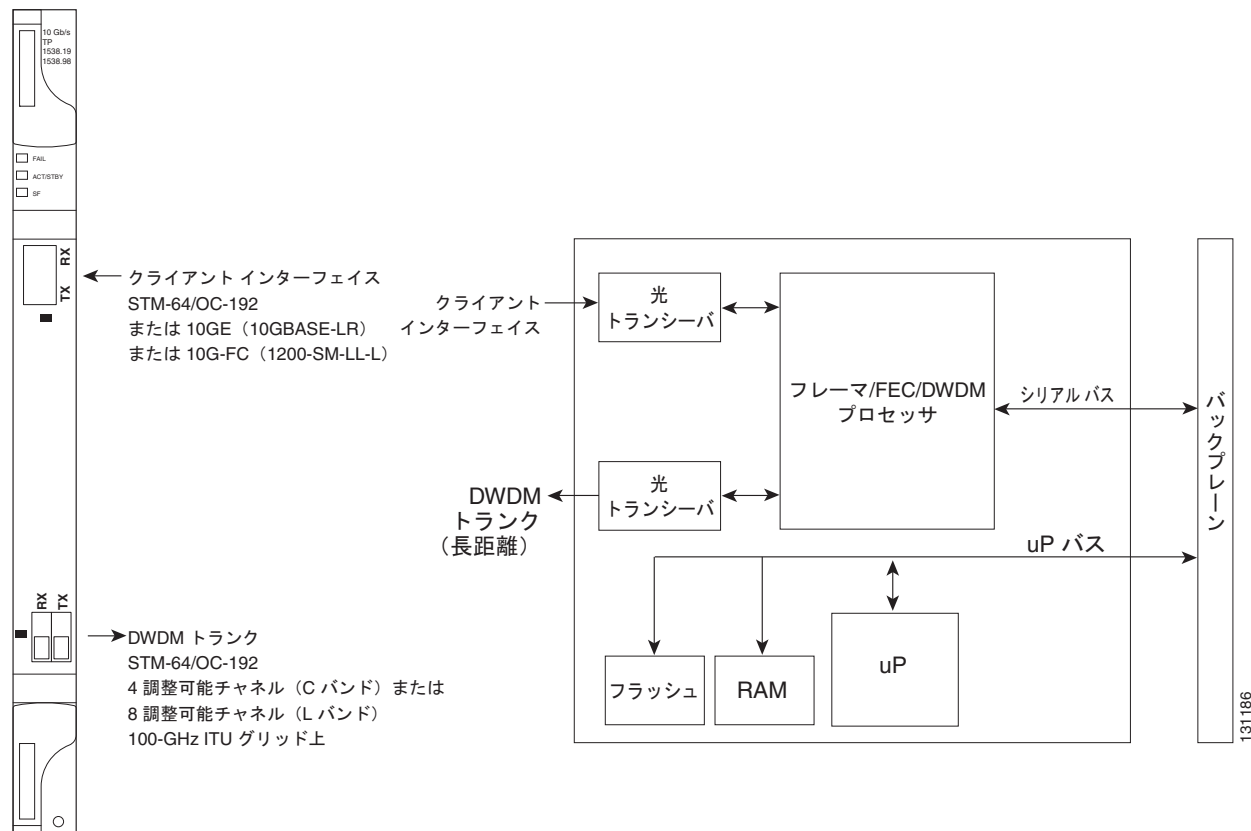 10 Gb/s
TP
1538.19
1538.98
FAIL
ACT/STBY
SF
RX
TX
クライアント インターフェイス
STM-64/OC-192
または 10GE（10GBASE-LR）
または 10G-FC（1200-SM-LL-L）
RX
TX
DWDM トランク
STM-64/OC-192
4 調整可能チャネル（C バンド）または
8 調整可能チャネル（L バンド）
100-GHz ITU グリッド上
クライアント
インターフェイス
光
トランシーバ
フレーマ/FEC/DWDM
プロセッサ
シリアル バス
バックプレーン
DWDM
トランク
（長距離）
光
トランシーバ
uP バス
フラッシュ
RAM
uP
131186